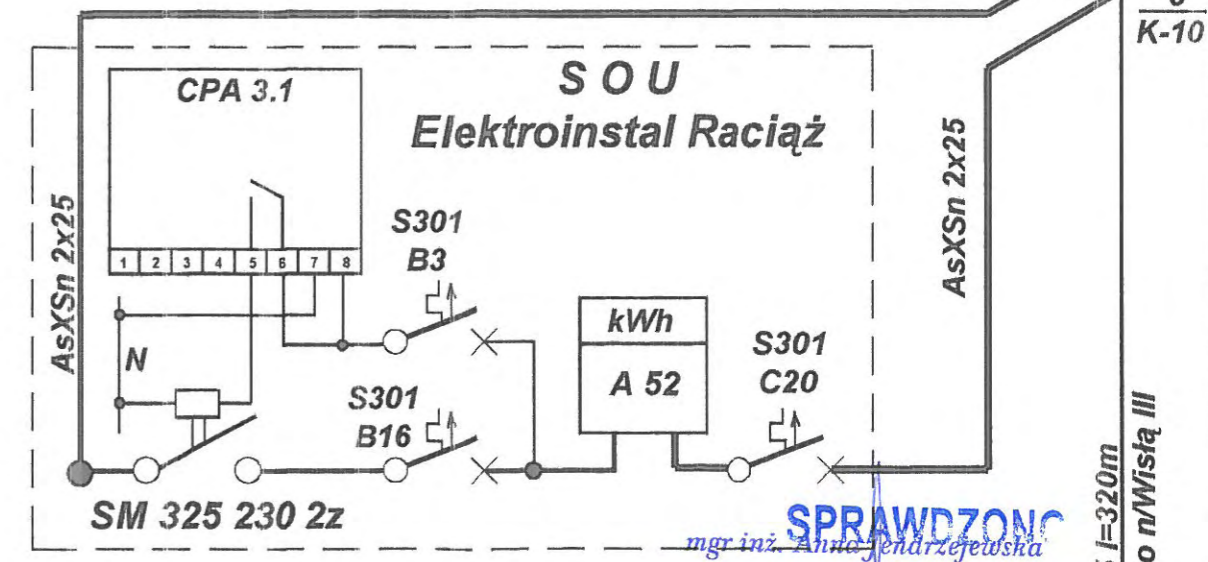 K-10
S O U
Elektroinstal Raciąż
CPA 3.1
1 2 3 4 5 6 7 8
AsXSn 2x25
AsXSn 2x25
N
S301
B3
S301
B16
kWh
A 52
S301
C20
SM 325 230 2z
SPRAWDZONO
mgr inż. Anna Jendrzejewska
l=320m
n/Wisłą III